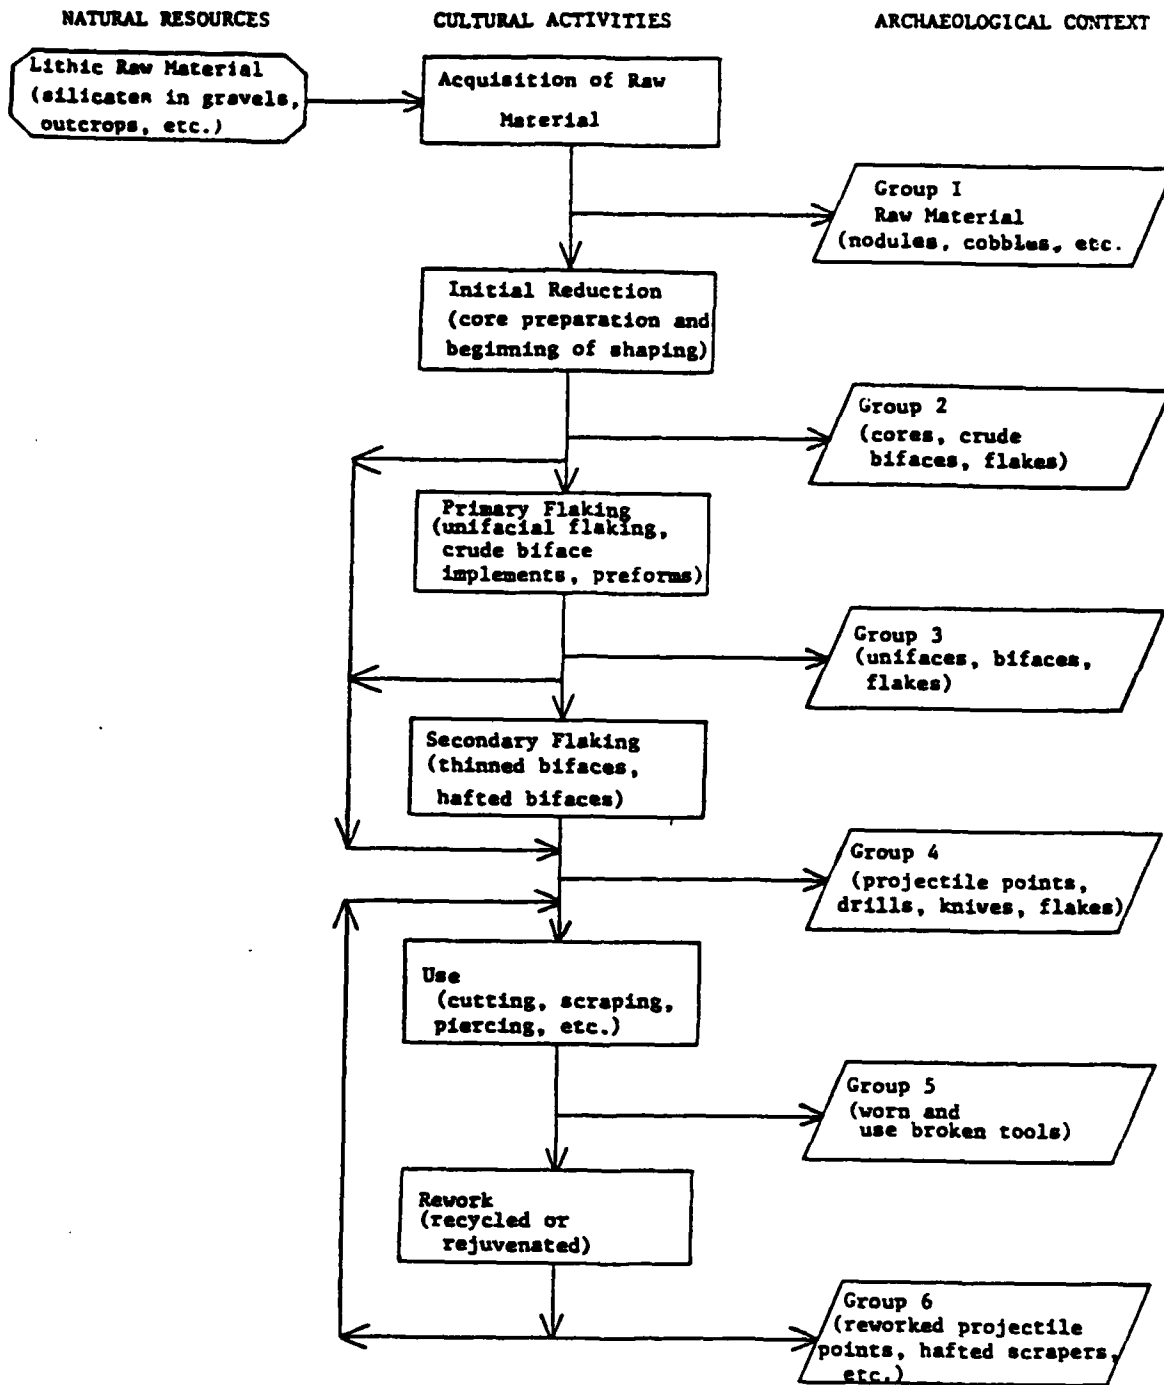 NATURAL RESOURCES
CULTURAL ACTIVITIES
ARCHAEOLOGICAL CONTEXT
Lithic Raw Material
(silicates in gravels,
outcrops, etc.)
Acquisition of Raw
Material
Group I
Raw Material
(nodules, cobbles, etc.
Initial Reduction
(core preparation and
beginning of shaping)
Group 2
(cores, crude
bifaces, flakes)
Primary Flaking
(unifacial flaking,
crude biface
implements, preforms)
Group 3
(unifaces, bifaces,
flakes)
Secondary Flaking
(thinned bifaces,
hafted bifaces)
Group 4
(projectile points,
drills, knives, flakes)
Use
(cutting, scraping,
piercing, etc.)
Group 5
(worn and
use broken tools)
Rework
(recycled or
rejuvenated)
Group 6
(reworked projectile
points, hafted scrapers,
etc.)